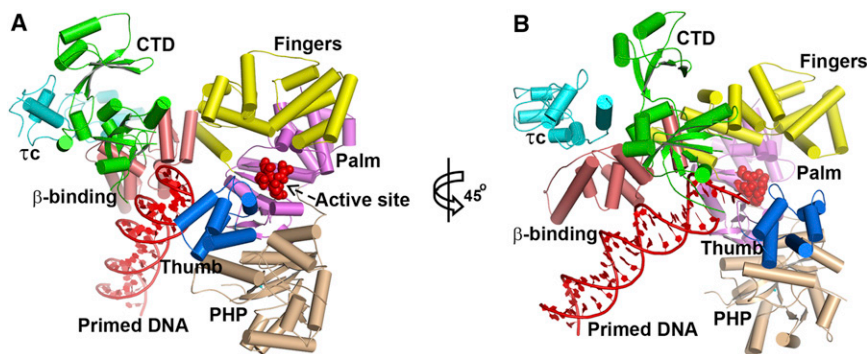 A
CTD
Fingers
τc
Palm
β-binding
Active site
Thumb
PHP
Primed DNA
45°
B
CTD
Fingers
τc
Palm
β-binding
Thumb
PHP
Primed DNA